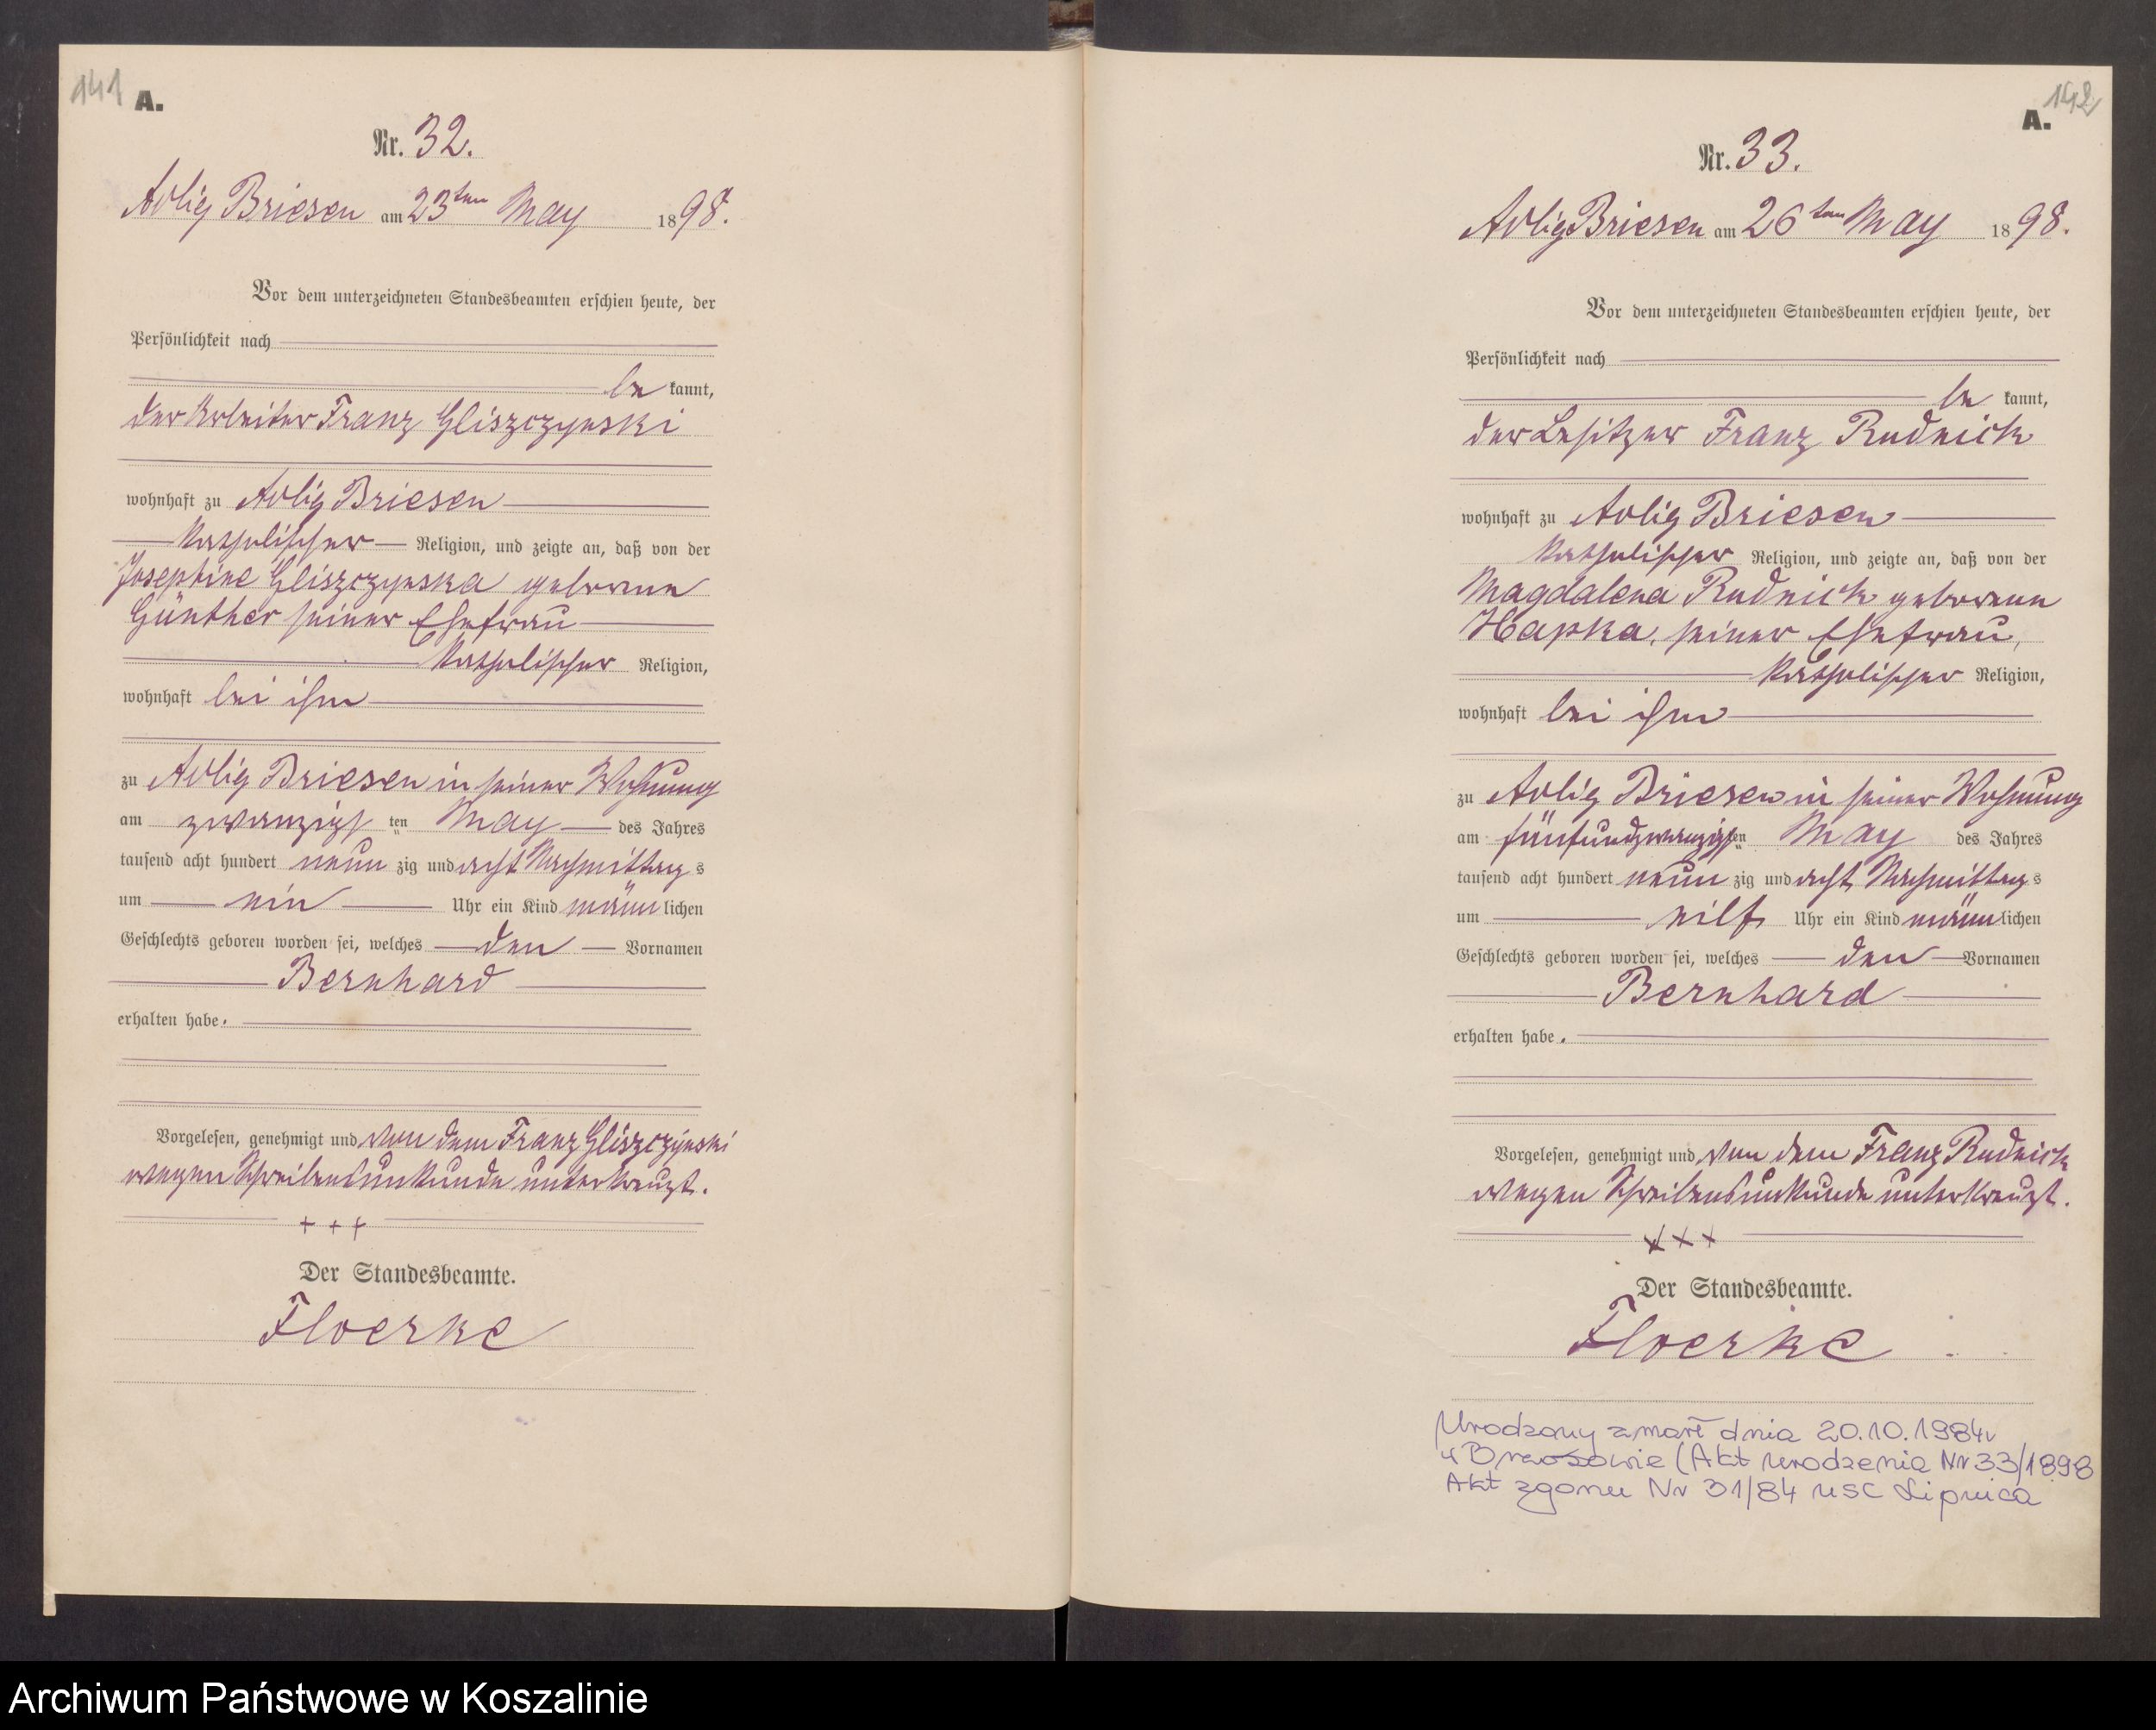 141 A.
Nr. 32.
Adlig Briesen am 23ten May 1898.
Vor dem unterzeichneten Standesbeamten erschien heute, der
Persönlichkeit nach
be kannt,
der Arbeiter Franz Gliszczynski
wohnhaft zu Adlig Briesen
katholischer Religion, und zeigte an, daß von der
Josephine Gliszczynska geborene
Günther seiner Ehefrau
katholischer Religion,
wohnhaft bei ihm
zu Adlig Briesen in seiner Wohnung
am zwanzigsten May des Jahres
tausend acht hundert neunzig und acht Nachmittags
um ein Uhr ein Kind männlichen
Geschlechts geboren worden sei, welches den Vornamen
Bernhard
erhalten habe.
Vorgelesen, genehmigt und von dem Franz Gliszczynski
wegen Schreibensunkunde unterkreuzt.
+ + +
Der Standesbeamte.
Floerke
142
A.
Nr. 33.
Adlig Briesen am 26ten May 1898.
Vor dem unterzeichneten Standesbeamten erschien heute, der
Persönlichkeit nach
be kannt,
der Besitzer Franz Rudnick
wohnhaft zu Adlig Briesen
katholischer Religion, und zeigte an, daß von der
Magdalena Rudnick geborene
Hapka, seiner Ehefrau,
katholischer Religion,
wohnhaft bei ihm
zu Adlig Briesen in seiner Wohnung
am fünfundzwanzigsten May des Jahres
tausend acht hundert neunzig und acht Nachmittags
um eilf Uhr ein Kind männlichen
Geschlechts geboren worden sei, welches den Vornamen
Bernhard
erhalten habe.
Vorgelesen, genehmigt und von dem Franz Rudnick
wegen Schreibensunkunde unterkreuzt.
x x x
Der Standesbeamte.
Floerke
Urodzony zmarł dnia 20.10.1984r
w Brzozowie (Akt urodzenia Nr 33/1898
Akt zgonu Nr 31/84 USC Lipnica
Archiwum Państwowe w Koszalinie